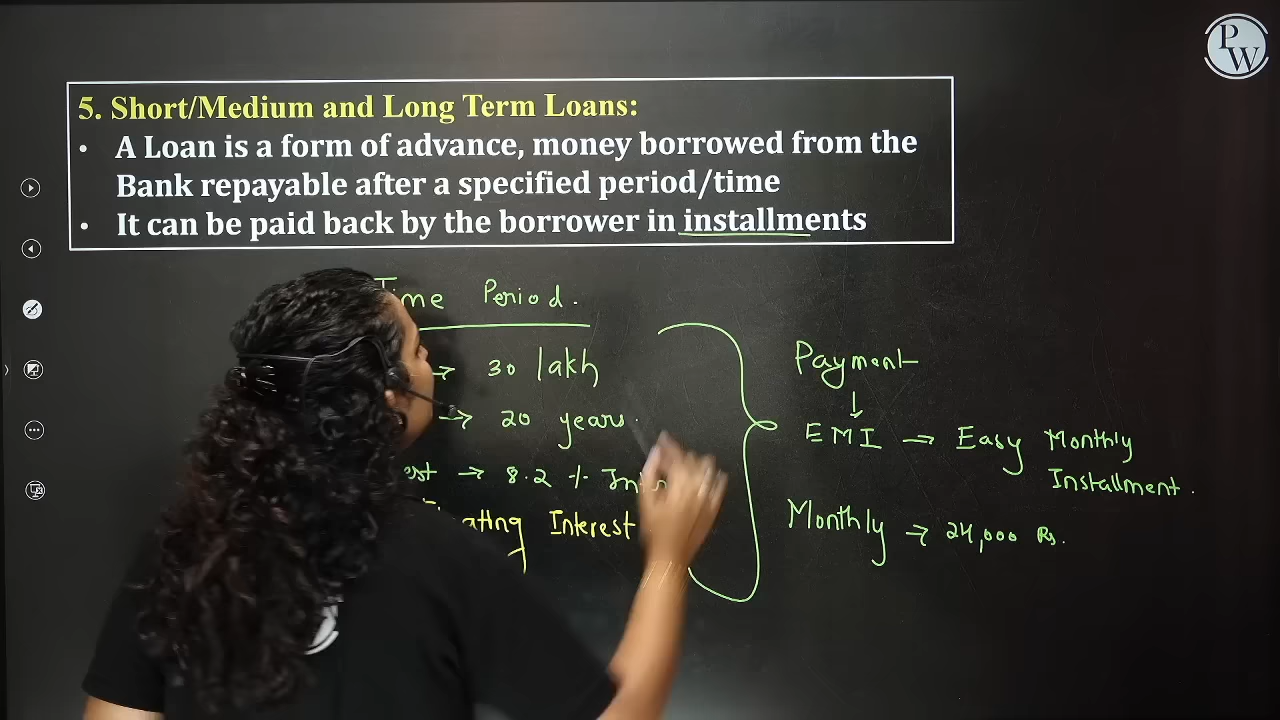 PW
5. Short/Medium and Long Term Loans:
• A Loan is a form of advance, money borrowed from the
Bank repayable after a specified period/time
• It can be paid back by the borrower in installments
Time Period.
→ 30 lakh
→ 20 years.
→ 8.2 %
Interest
Payment
↓
EMI → Easy Monthly
Installment.
Monthly → 24,000 Rs.